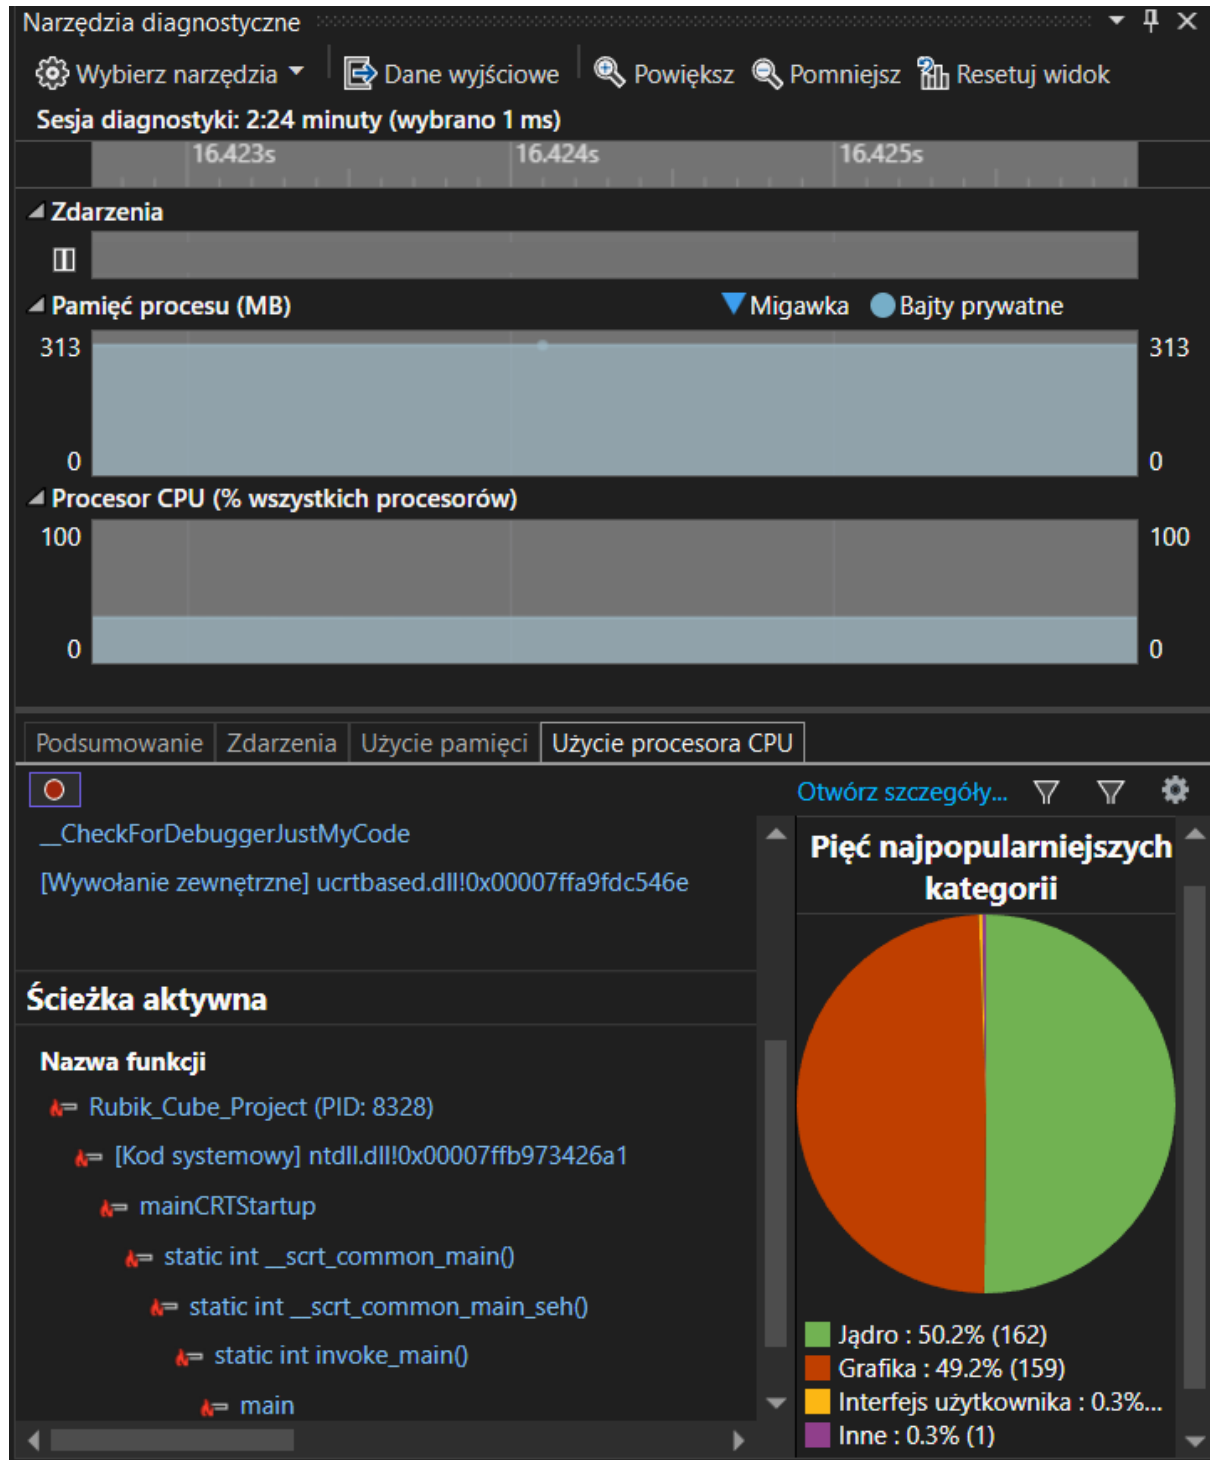 Narzędzia diagnostyczne
Wybierz narzędzia Dane wyjściowe Powiększ Pomniejsz Resetuj widok
Sesja diagnostyki: 2:24 minuty (wybrano 1 ms)
16.423s 16.424s 16.425s
Zdarzenia
Pamięć procesu (MB) Migawka Bajty prywatne
313 313
0 0
Procesor CPU (% wszystkich procesorów)
100 100
0 0
Podsumowanie Zdarzenia Użycie pamięci Użycie procesora CPU
Otwórz szczegóły...
__CheckForDebuggerJustMyCode
[Wywołanie zewnętrzne] ucrtbased.dll!0x00007ffa9fdc546e
Ścieżka aktywna
Nazwa funkcji
Rubik_Cube_Project (PID: 8328)
[Kod systemowy] ntdll.dll!0x00007ffb973426a1
mainCRTStartup
static int __scrt_common_main()
static int __scrt_common_main_seh()
static int invoke_main()
main
Pięć najpopularniejszych
kategorii
Jądro : 50.2% (162)
Grafika : 49.2% (159)
Interfejs użytkownika : 0.3%...
Inne : 0.3% (1)